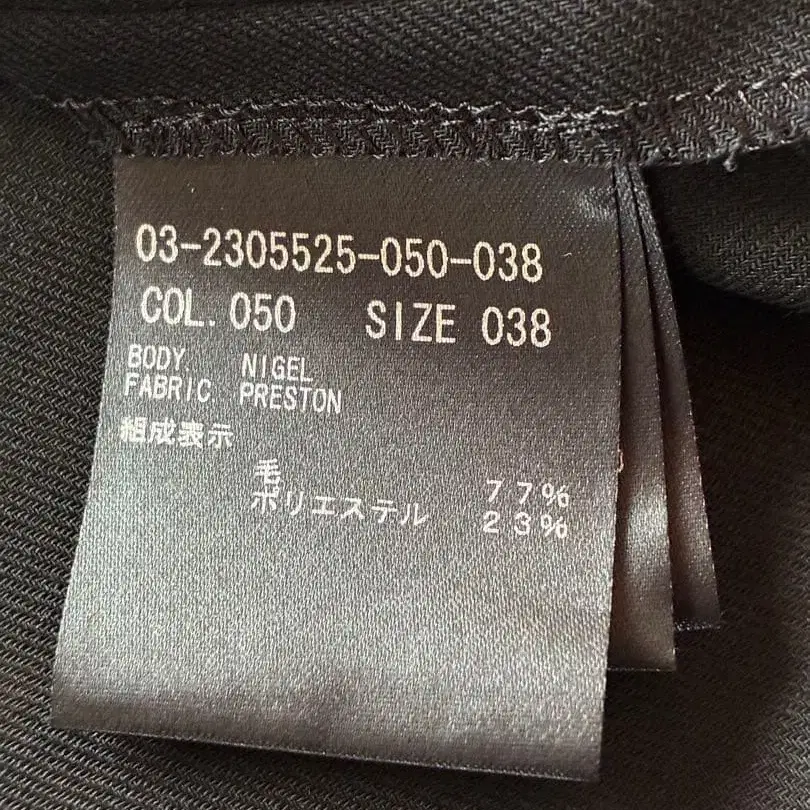 03-2305525-050-038
COL. 050 SIZE 038
BODY. NIGEL
FABRIC. PRESTON
組成表示
毛 77%
ポリエステル 23%